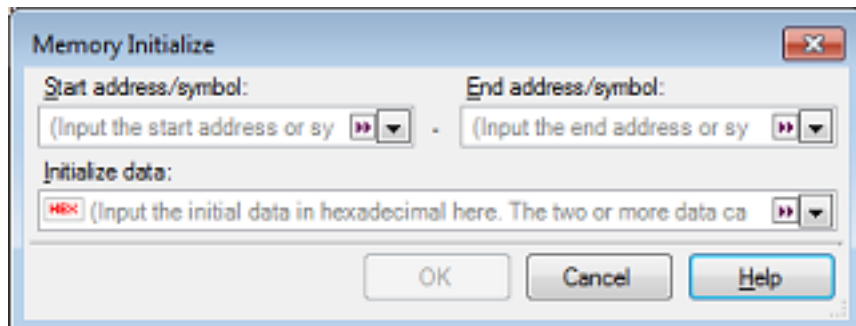 Memory Initialize
Start address/symbol: End address/symbol:
(Input the start address or sy - (Input the end address or sy
Initialize data:
HEX (Input the initial data in hexadecimal here. The two or more data ca
OK Cancel Help